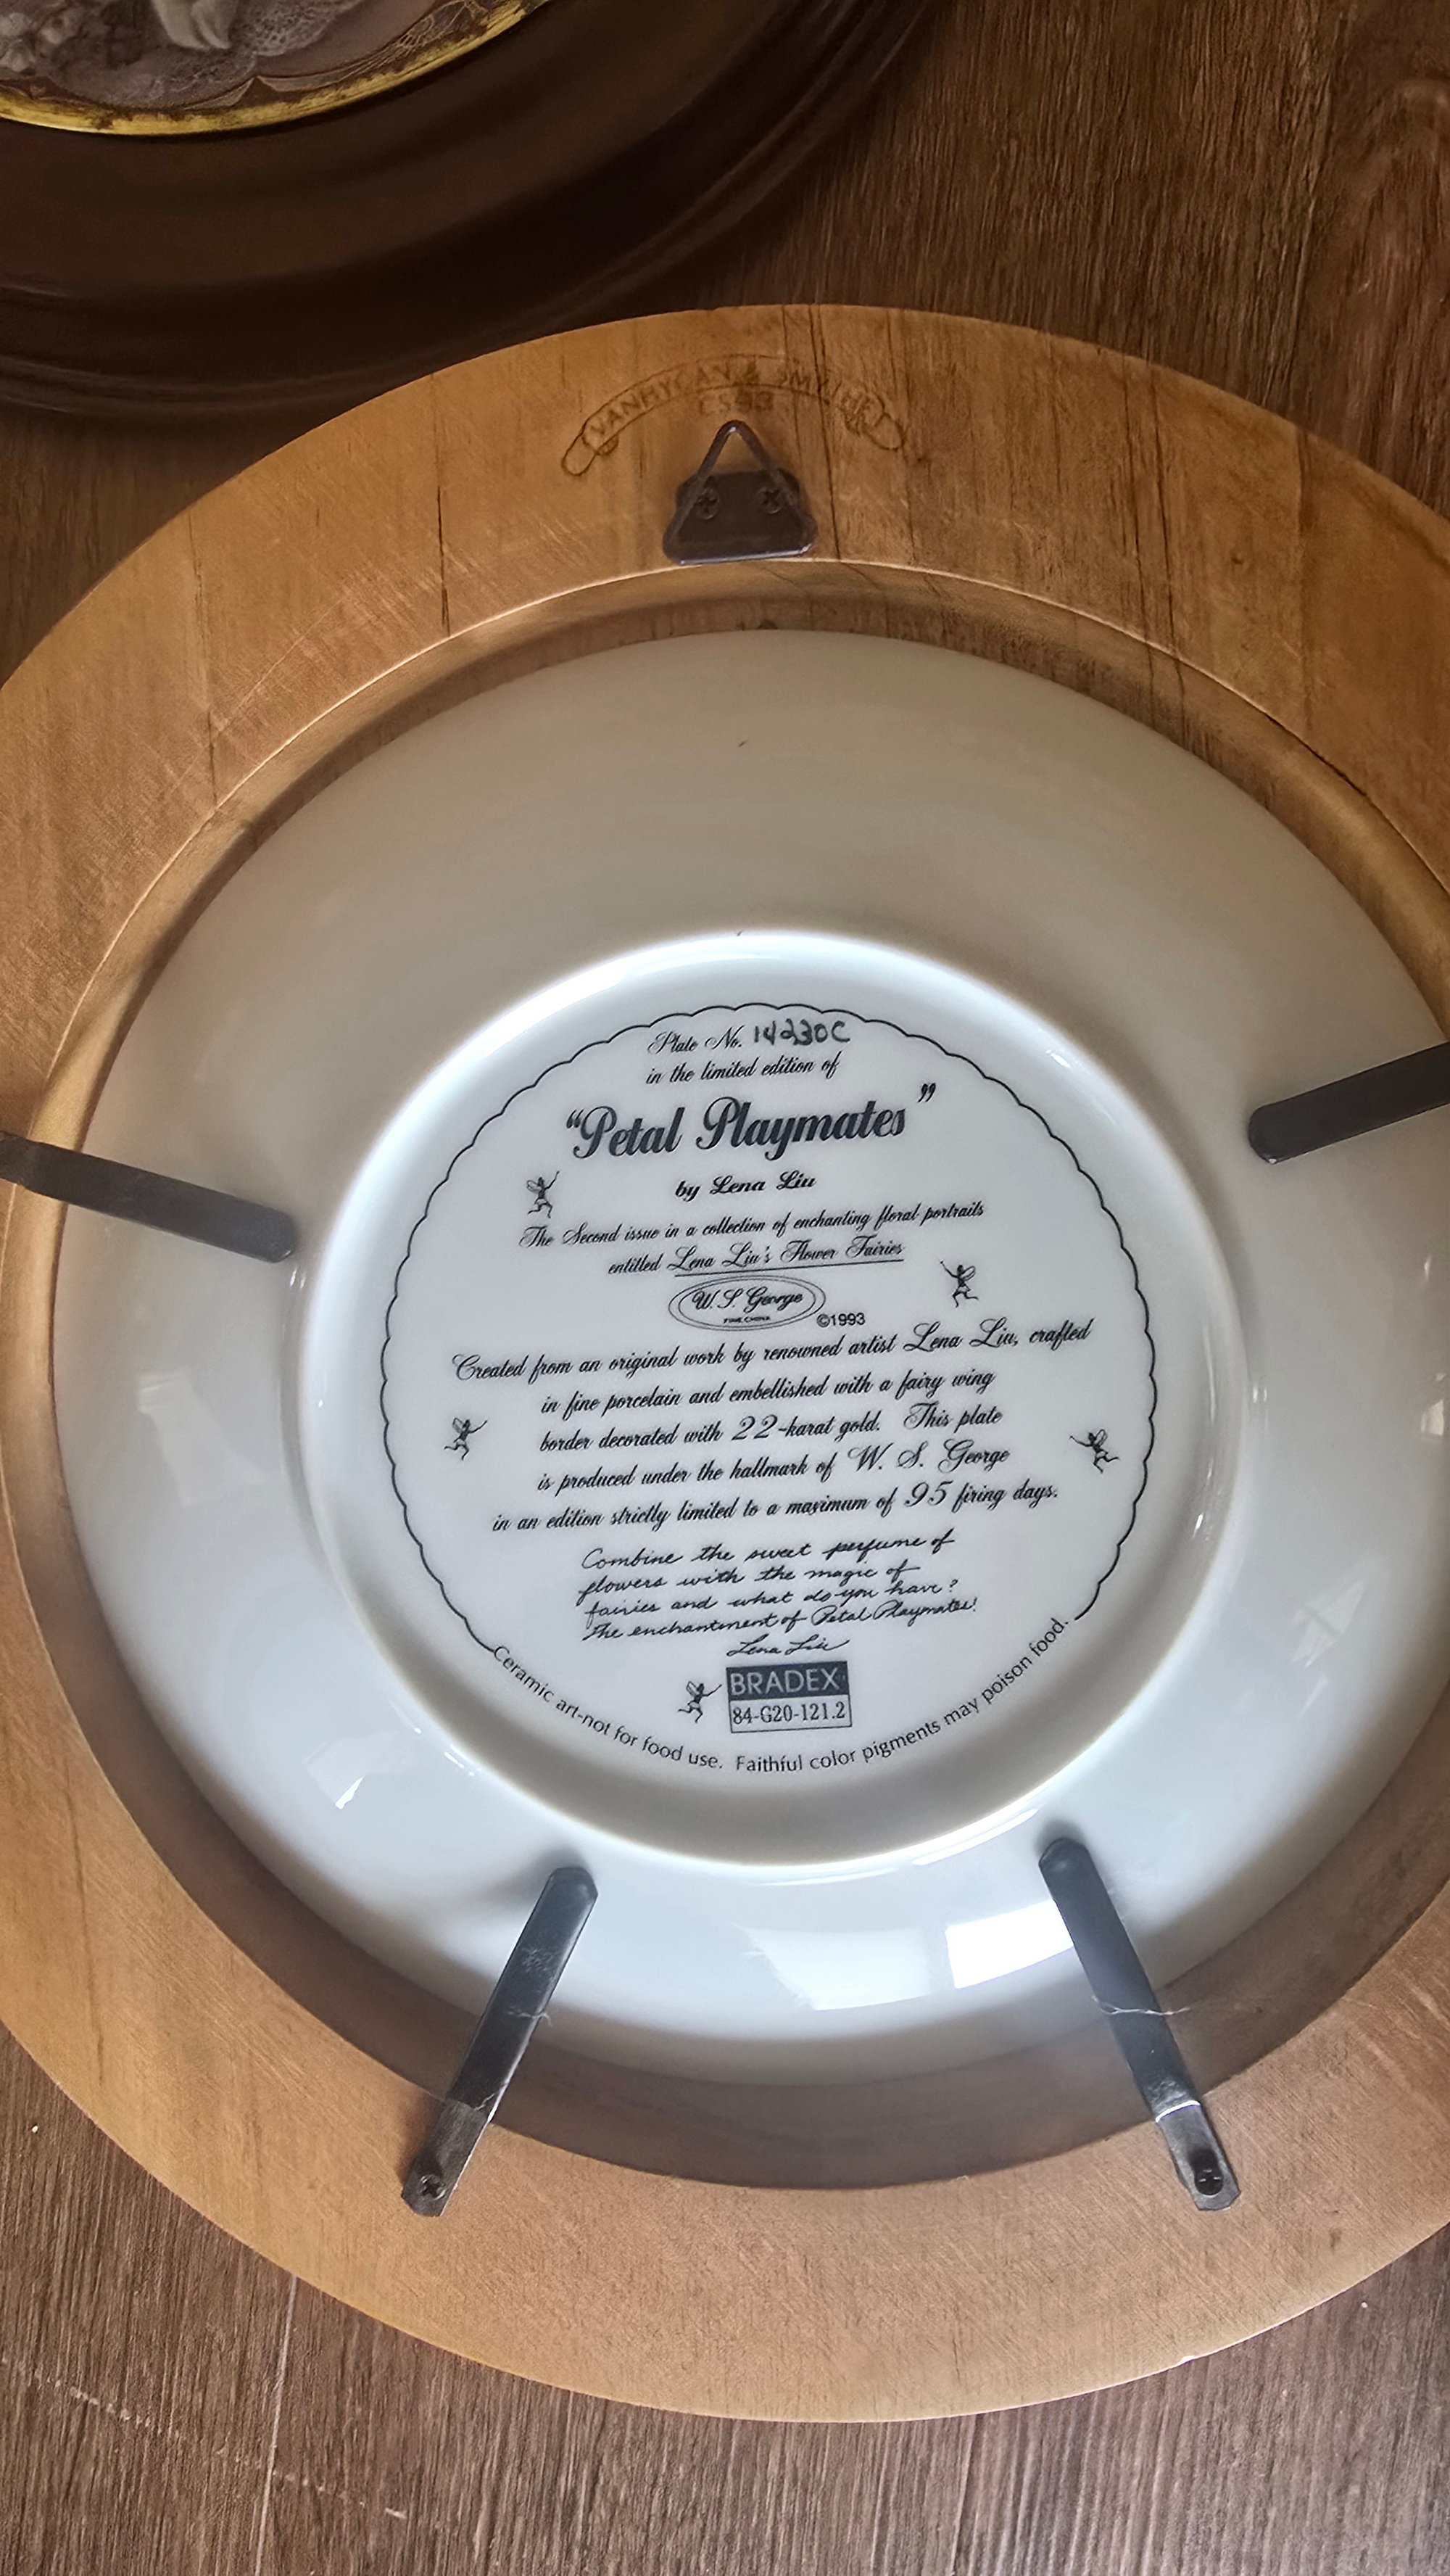 VANHYGAN & SMYTHE
Plate No. 14230C
in the limited edition of
"Petal Playmates"
by Lena Liu
The Second issue in a collection of enchanting floral portraits
entitled Lena Liu's Flower Fairies
W.S. George
FINE CHINA
©1993
Created from an original work by renowned artist Lena Liu, crafted
in fine porcelain and embellished with a fairy wing
border decorated with 22-karat gold. This plate
is produced under the hallmark of W. S. George
in an edition strictly limited to a maximum of 95 firing days.
Combine the sweet perfume of
flowers with the magic of
fairies and what do you have?
The enchantment of Petal Playmates!
Lena Liu
BRADEX
84-G20-121.2
Ceramic art-not for food use. Faithful color pigments may poison food.